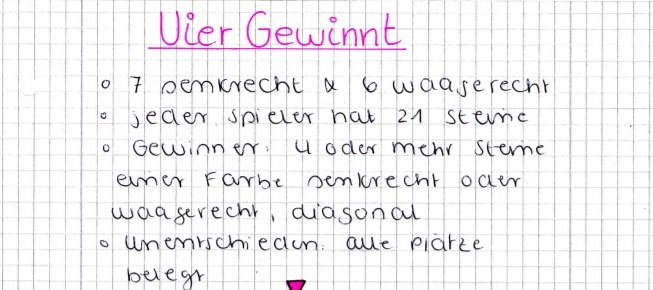 Vier Gewinnt
o 7 senkrecht & 6 waagerecht
o jeder spieler hat 21 Steine
o Gewinner: 4 oder mehr Steine
einer Farbe senkrecht oder
waagerecht, diagonal
o unentschieden: alle Plätze
belegt